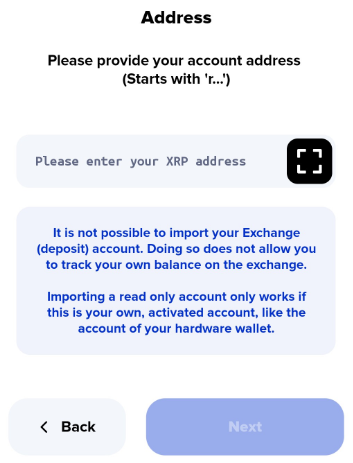 Address
Please provide your account address
(Starts with 'r...')
Please enter your XRP address
It is not possible to import your Exchange
(deposit) account. Doing so does not allow you
to track your own balance on the exchange.
Importing a read only account only works if
this is your own, activated account, like the
account of your hardware wallet.
Back
Next